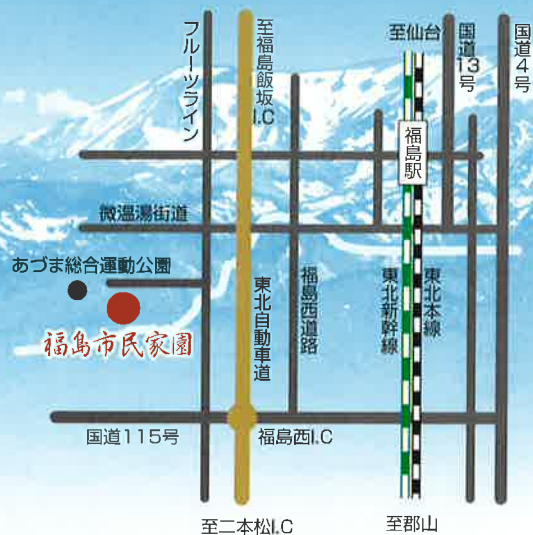 フルーツライン
至福島飯坂I.C
至仙台
国道13号
国道4号
福島駅
微温湯街道
あづま総合運動公園
福島市民家園
東北自動車道
福島西道路
東北新幹線
東北本線
国道115号
福島西I.C
至二本松I.C
至郡山